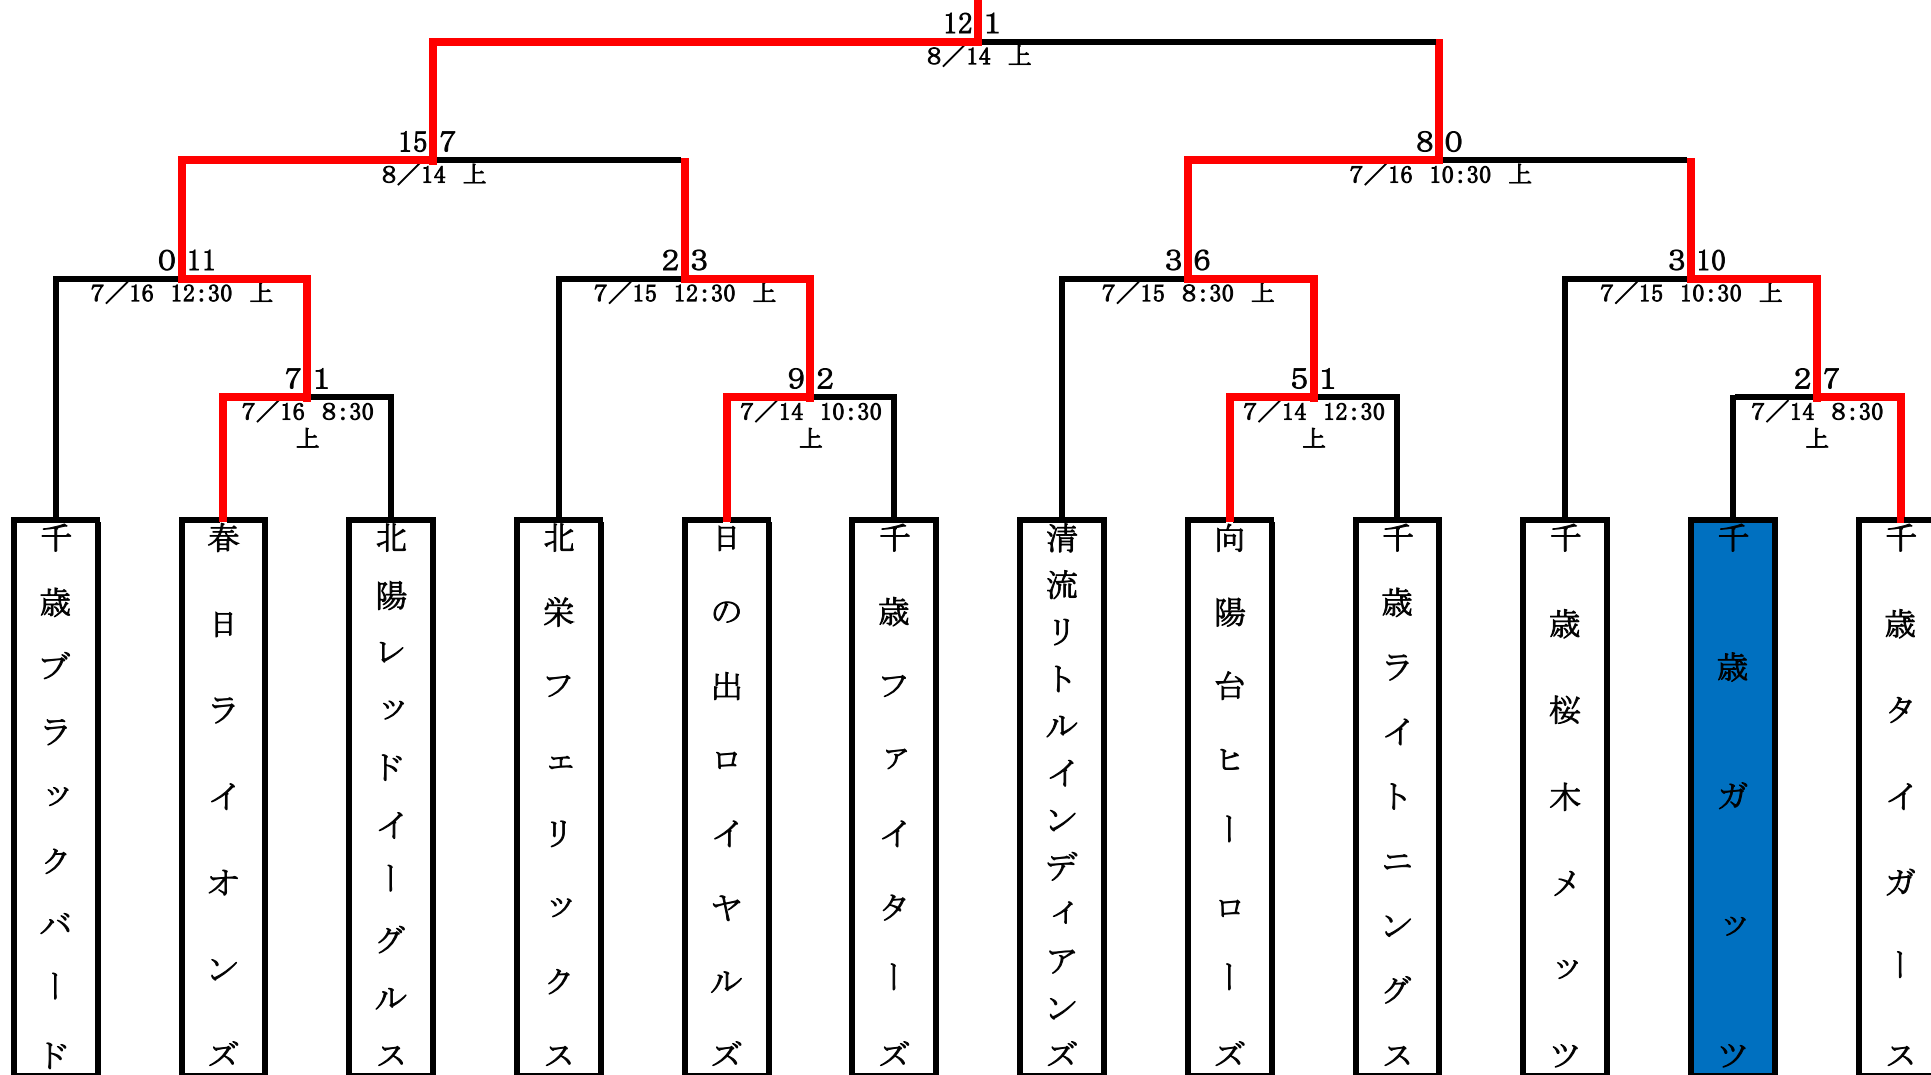 12 1
8／14 上
15 7
8／14 上
8 0
7／16 10:30 上
0 11
7／16 12:30 上
2 3
7／15 12:30 上
3 6
7／15 8:30 上
3 10
7／15 10:30 上
7 1
7／16 8:30
上
9 2
7／14 10:30
上
5 1
7／14 12:30
上
2 7
7／14 8:30
上
千歳ブラックバード
春日ライオンズ
北陽レッドイーグルス
北栄フェリックス
日の出ロイヤルズ
千歳ファイターズ
清流リトルインディアンズ
向陽台ヒーローズ
千歳ライトニングス
千歳桜木メッツ
千歳ガッツ
千歳タイガース